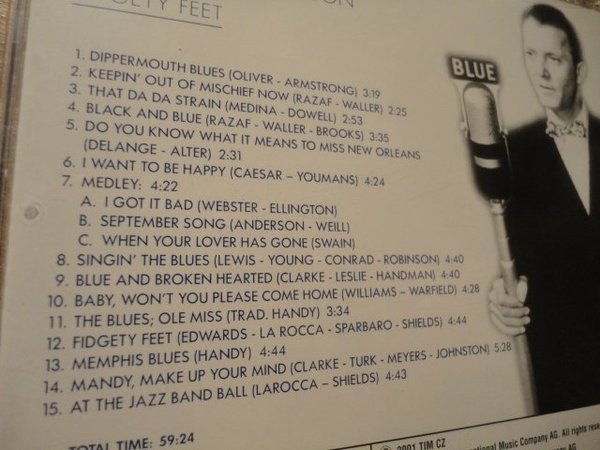 ON
FIDGETY FEET
1. DIPPERMOUTH BLUES (OLIVER - ARMSTRONG) 3:19
2. KEEPIN' OUT OF MISCHIEF NOW (RAZAF - WALLER) 2:25
3. THAT DA DA STRAIN (MEDINA - DOWELL) 2:53
4. BLACK AND BLUE (RAZAF - WALLER - BROOKS) 3:35
5. DO YOU KNOW WHAT IT MEANS TO MISS NEW ORLEANS
(DELANGE - ALTER) 2:31
6. I WANT TO BE HAPPY (CAESAR – YOUMANS) 4:24
7. MEDLEY: 4:22
A. I GOT IT BAD (WEBSTER - ELLINGTON)
B. SEPTEMBER SONG (ANDERSON - WEILL)
C. WHEN YOUR LOVER HAS GONE (SWAIN)
8. SINGIN' THE BLUES (LEWIS - YOUNG - CONRAD - ROBINSON) 4:40
9. BLUE AND BROKEN HEARTED (CLARKE - LESLIE - HANDMAN) 4:40
10. BABY, WON'T YOU PLEASE COME HOME (WILLIAMS – WARFIELD) 4:28
11. THE BLUES; OLE MISS (TRAD. HANDY) 3:34
12. FIDGETY FEET (EDWARDS - LA ROCCA - SPARBARO - SHIELDS) 4:44
13. MEMPHIS BLUES (HANDY) 4:44
14. MANDY, MAKE UP YOUR MIND (CLARKE - TURK - MEYERS - JOHNSTON) 5:28
15. AT THE JAZZ BAND BALL (LAROCCA – SHIELDS) 4:43
TOTAL TIME: 59:24
BLUE
℗ 2001 TIM CZ
national Music Company AG. All rights rese
pany AG.